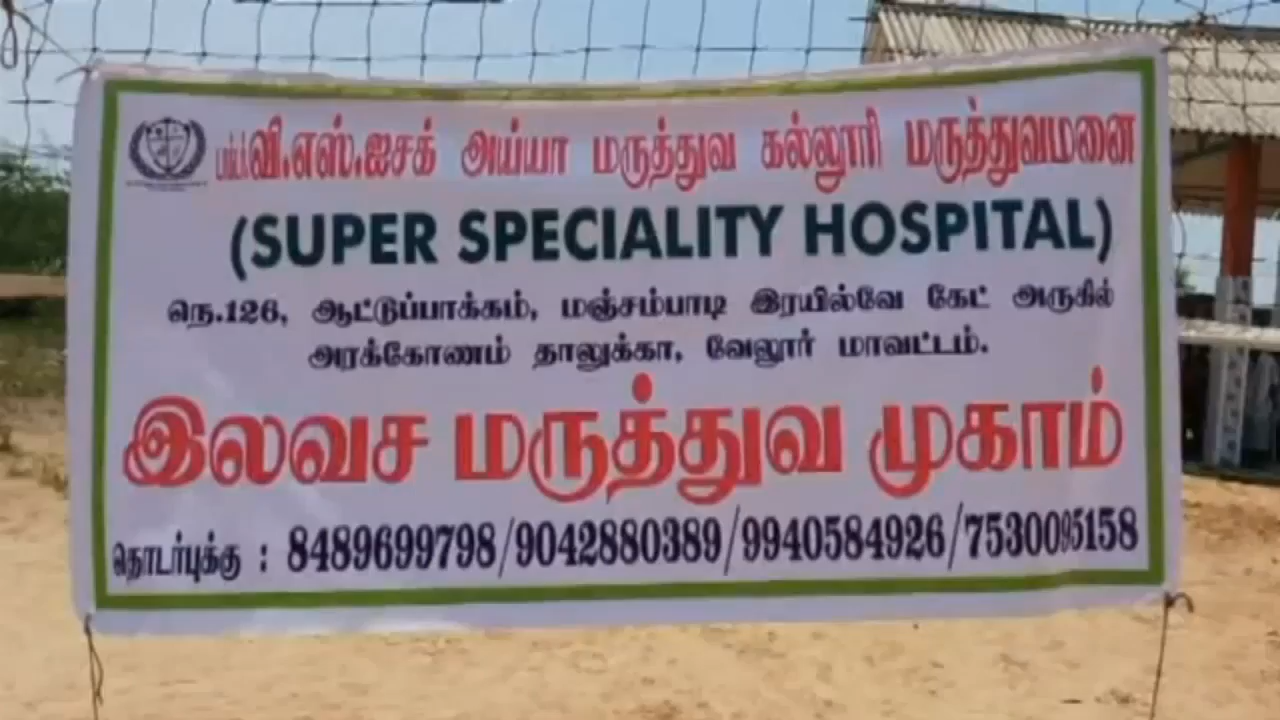 வி.எஸ்.ஐசக் அய்யா மருத்துவ கல்லூரி மருத்துவமனை
(SUPER SPECIALITY HOSPITAL)
நெ.126, ஆட்டுப்பாக்கம், மஞ்சம்பாடி இரயில்வே கேட் அருகில்
அரக்கோணம் தாலுக்கா, வேலூர் மாவட்டம்.
இலவச மருத்துவ முகாம்
தொடர்புக்கு : 8489699798/9042880389/9940584926/7530095158